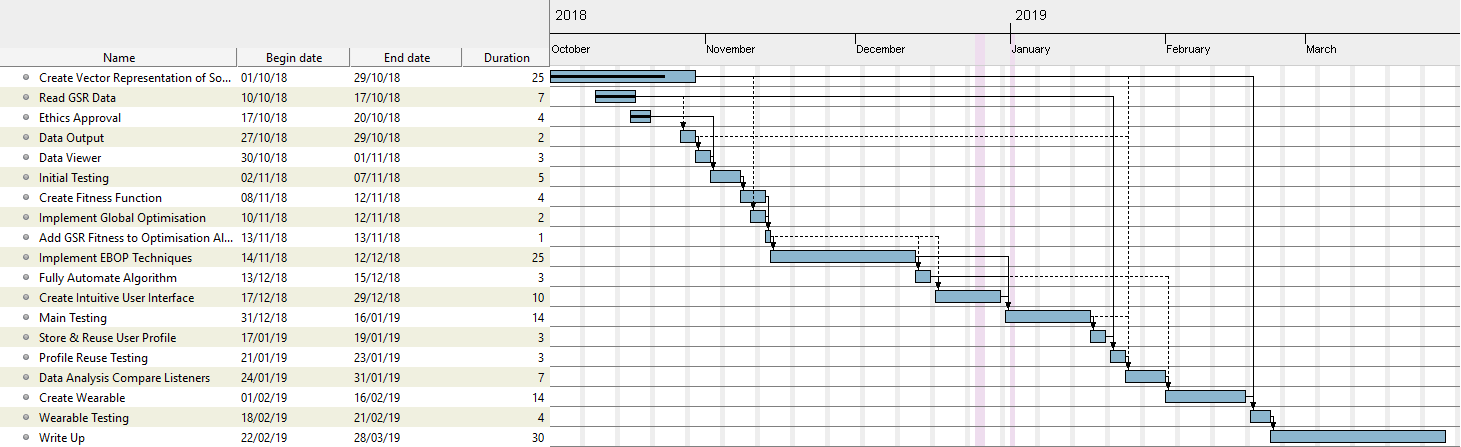 2018 2019
October November December January February March
Name Begin date End date Duration
Create Vector Representation of So... 01/10/18 29/10/18 25
Read GSR Data 10/10/18 17/10/18 7
Ethics Approval 17/10/18 20/10/18 4
Data Output 27/10/18 29/10/18 2
Data Viewer 30/10/18 01/11/18 3
Initial Testing 02/11/18 07/11/18 5
Create Fitness Function 08/11/18 12/11/18 4
Implement Global Optimisation 10/11/18 12/11/18 2
Add GSR Fitness to Optimisation Al... 13/11/18 13/11/18 1
Implement EBOP Techniques 14/11/18 12/12/18 25
Fully Automate Algorithm 13/12/18 15/12/18 3
Create Intuitive User Interface 17/12/18 29/12/18 10
Main Testing 31/12/18 16/01/19 14
Store & Reuse User Profile 17/01/19 19/01/19 3
Profile Reuse Testing 21/01/19 23/01/19 3
Data Analysis Compare Listeners 24/01/19 31/01/19 7
Create Wearable 01/02/19 16/02/19 14
Wearable Testing 18/02/19 21/02/19 4
Write Up 22/02/19 28/03/19 30